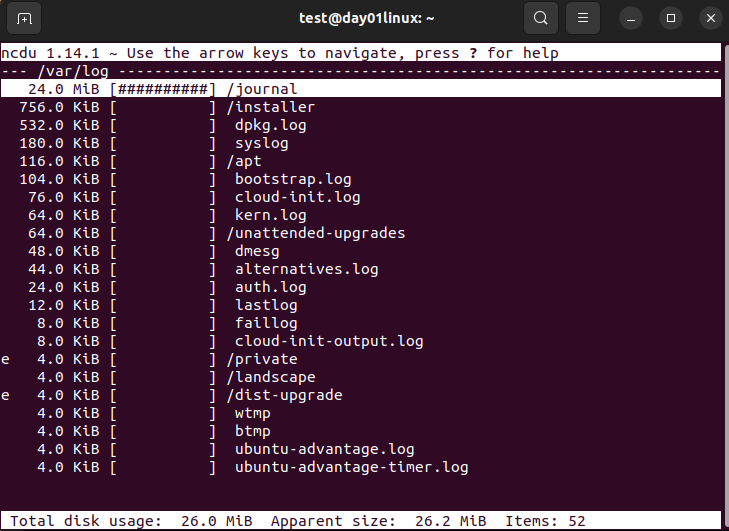 test@day01linux: ~
ncdu 1.14.1 ~ Use the arrow keys to navigate, press ? for help
--- /var/log -------------------------------------------------------------------
   24.0 MiB [##########] /journal
  756.0 KiB [          ] /installer
  532.0 KiB [          ]  dpkg.log
  180.0 KiB [          ]  syslog
  116.0 KiB [          ] /apt
  104.0 KiB [          ]  bootstrap.log
   76.0 KiB [          ]  cloud-init.log
   64.0 KiB [          ]  kern.log
   64.0 KiB [          ] /unattended-upgrades
   48.0 KiB [          ]  dmesg
   44.0 KiB [          ]  alternatives.log
   24.0 KiB [          ]  auth.log
   12.0 KiB [          ]  lastlog
    8.0 KiB [          ]  faillog
    8.0 KiB [          ]  cloud-init-output.log
e   4.0 KiB [          ] /private
    4.0 KiB [          ] /landscape
e   4.0 KiB [          ] /dist-upgrade
    4.0 KiB [          ]  wtmp
    4.0 KiB [          ]  btmp
    4.0 KiB [          ]  ubuntu-advantage.log
    4.0 KiB [          ]  ubuntu-advantage-timer.log
 Total disk usage:  26.0 MiB  Apparent size:  26.2 MiB  Items: 52